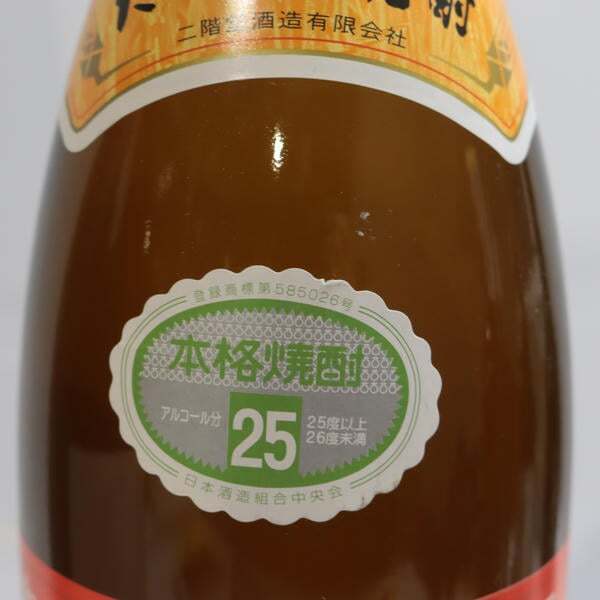 二階堂酒造有限会社
登録商標第585026号
本格焼酎
アルコール分
25
25度以上
26度未満
日本酒造組合中央会